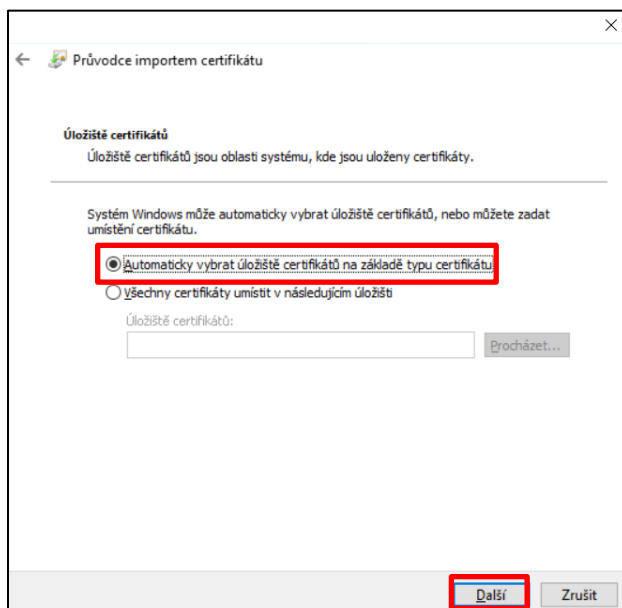 Průvodce importem certifikátu
Úložiště certifikátů
Úložiště certifikátů jsou oblasti systému, kde jsou uloženy certifikáty.
Systém Windows může automaticky vybrat úložiště certifikátů, nebo můžete zadat
umístění certifikátu.
Automaticky vybrat úložiště certifikátů na základě typu certifikátu
Všechny certifikáty umístit v následujícím úložišti
Úložiště certifikátů:
Procházet...
Další
Zrušit